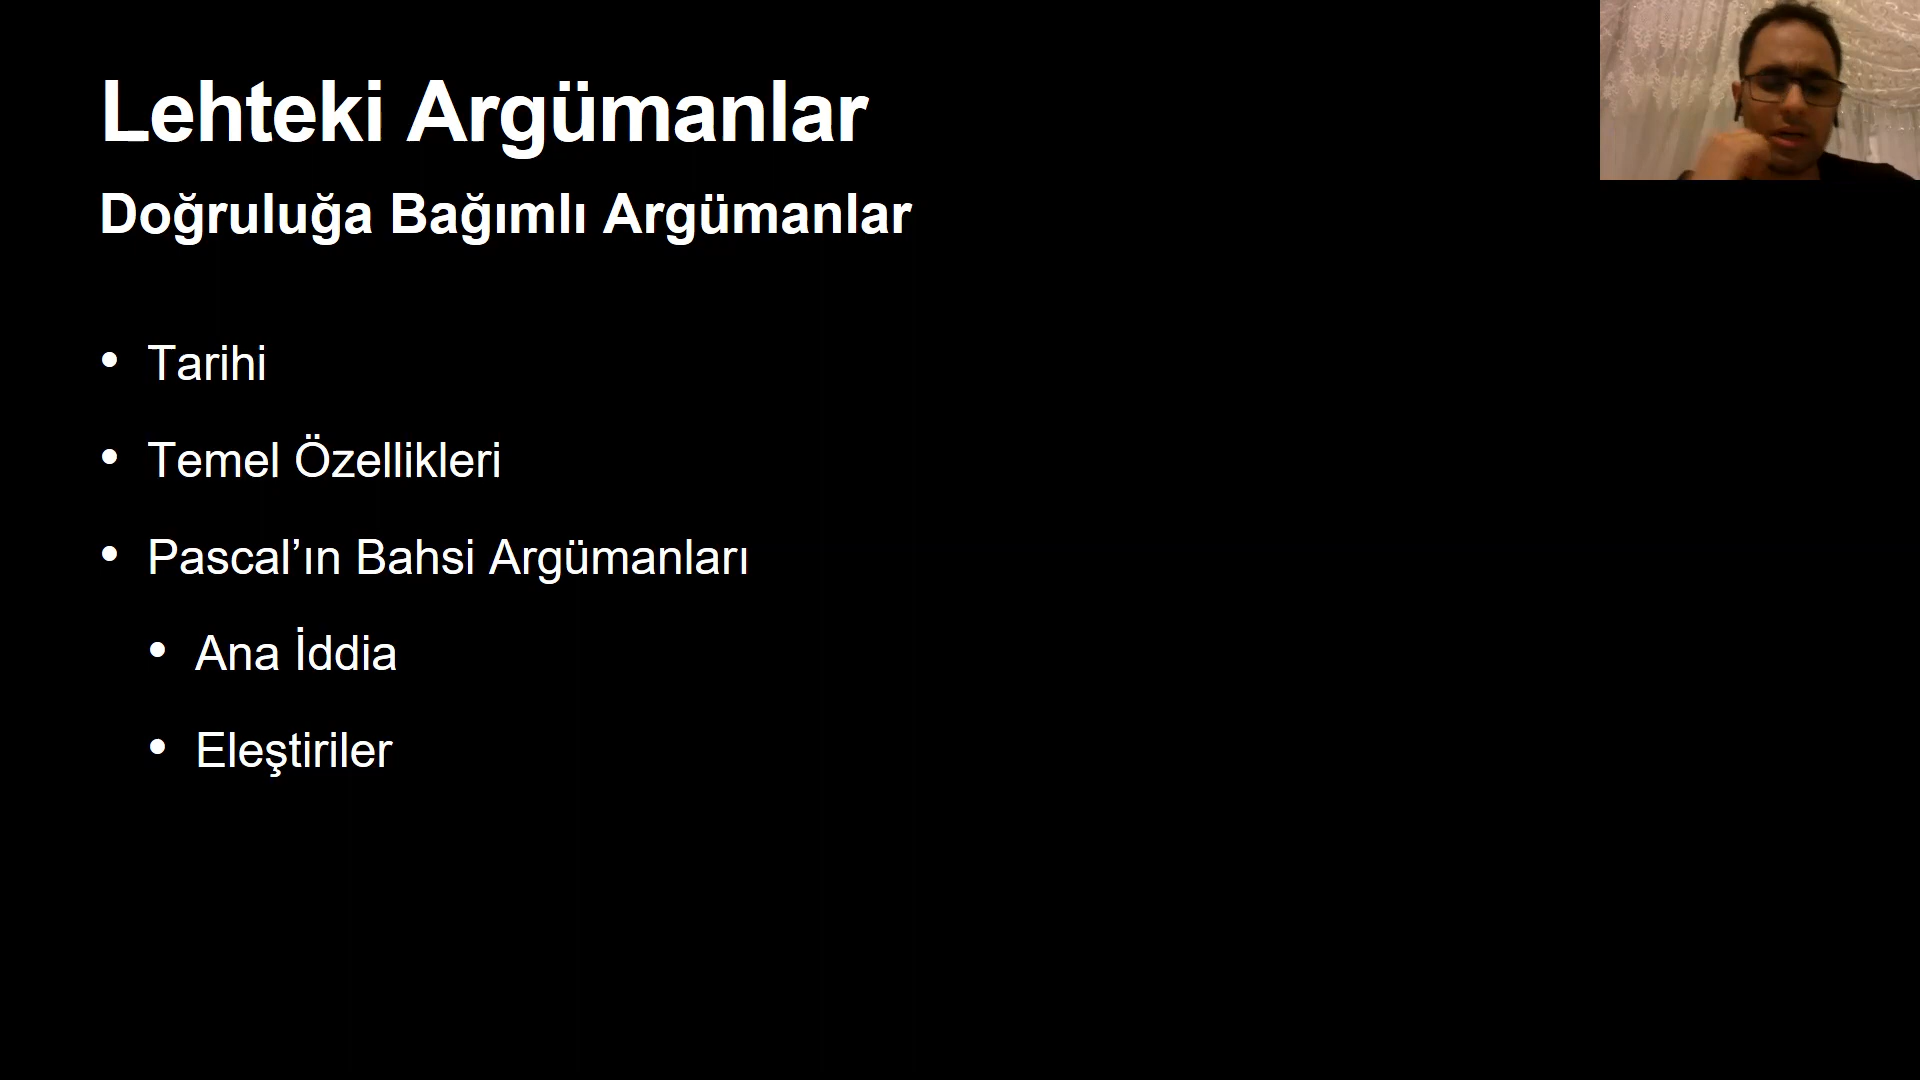 Lehteki Argümanlar
Doğruluğa Bağımlı Argümanlar
• Tarihi
• Temel Özellikleri
• Pascal’ın Bahsi Argümanları
• Ana İddia
• Eleştiriler